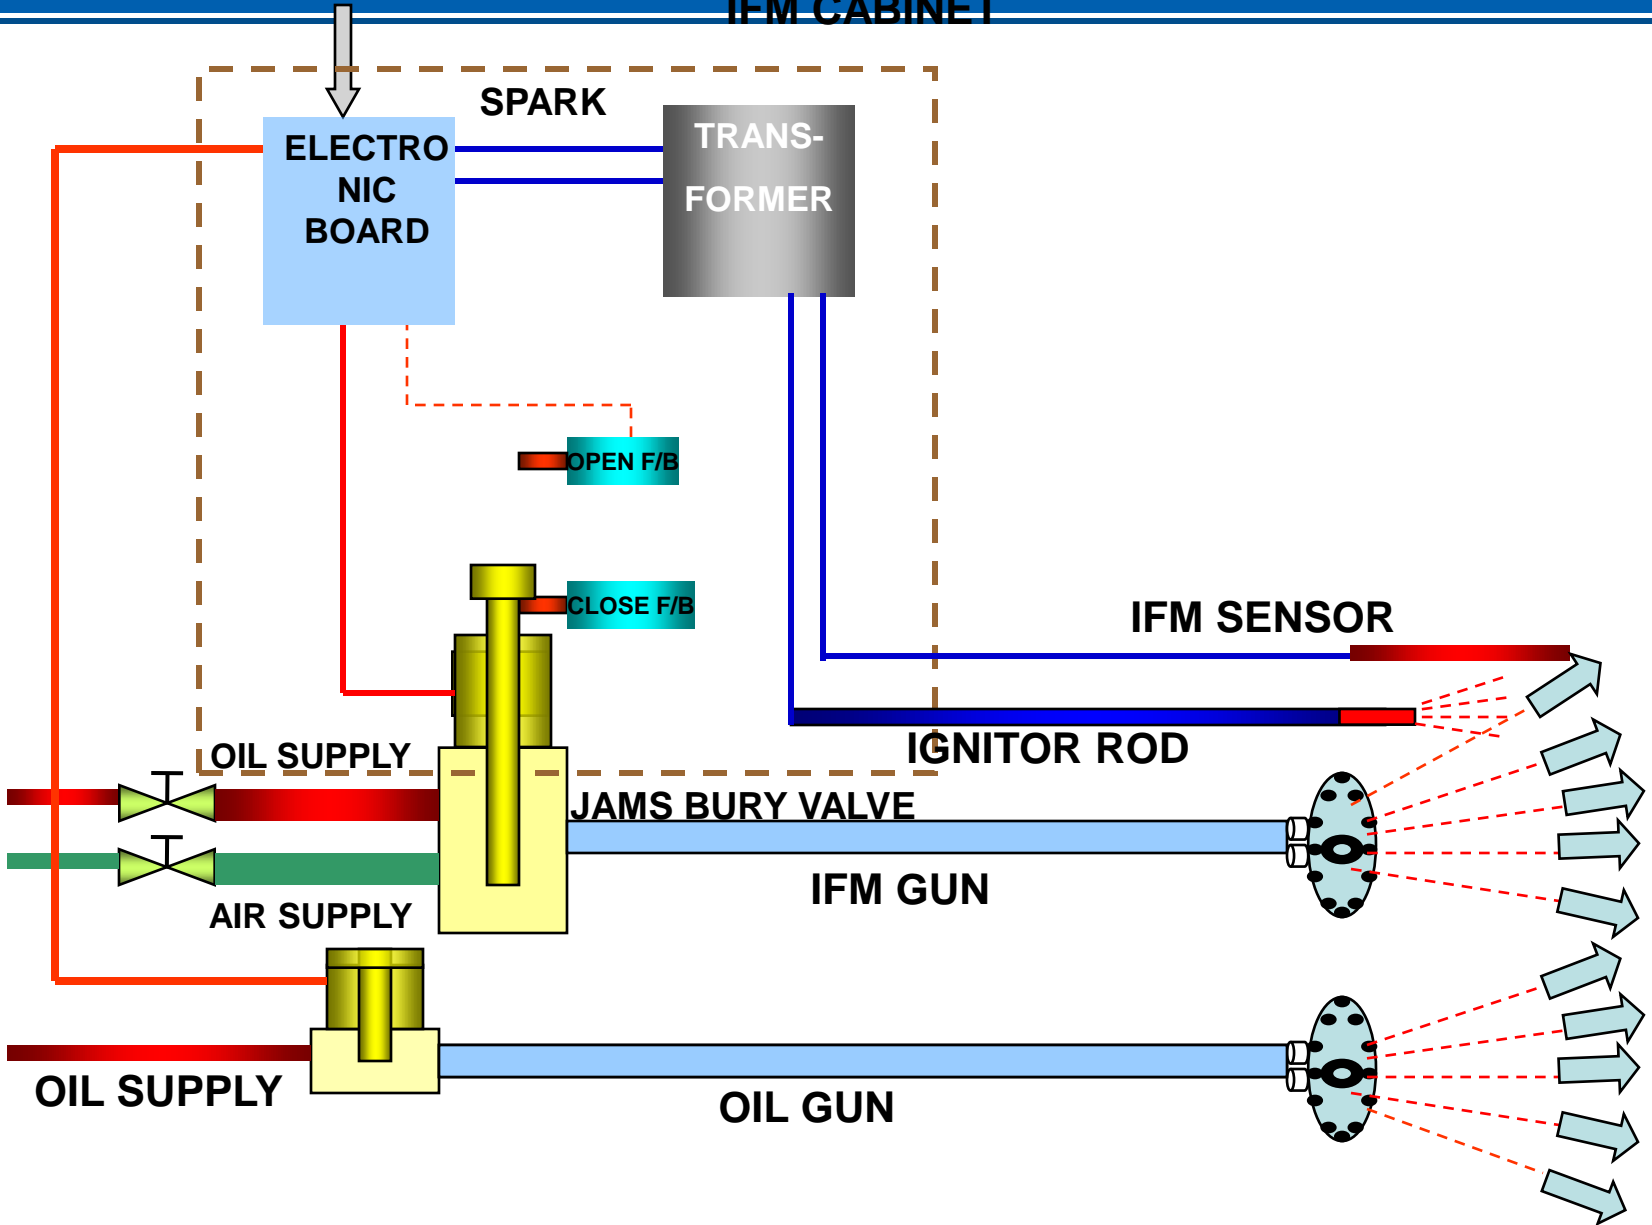 IFM CABINET
SPARK
ELECTRO
NIC
BOARD
TRANS-
FORMER
OPEN F/B
CLOSE F/B
IFM SENSOR
IGNITOR ROD
OIL SUPPLY
JAMS BURY VALVE
IFM GUN
AIR SUPPLY
OIL SUPPLY
OIL GUN